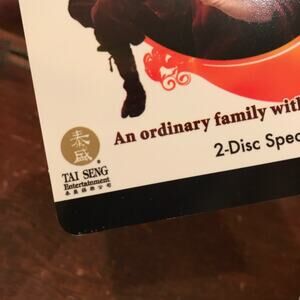 An ordinary family with
2-Disc Spec
泰盛
TAI SENG
Entertainment